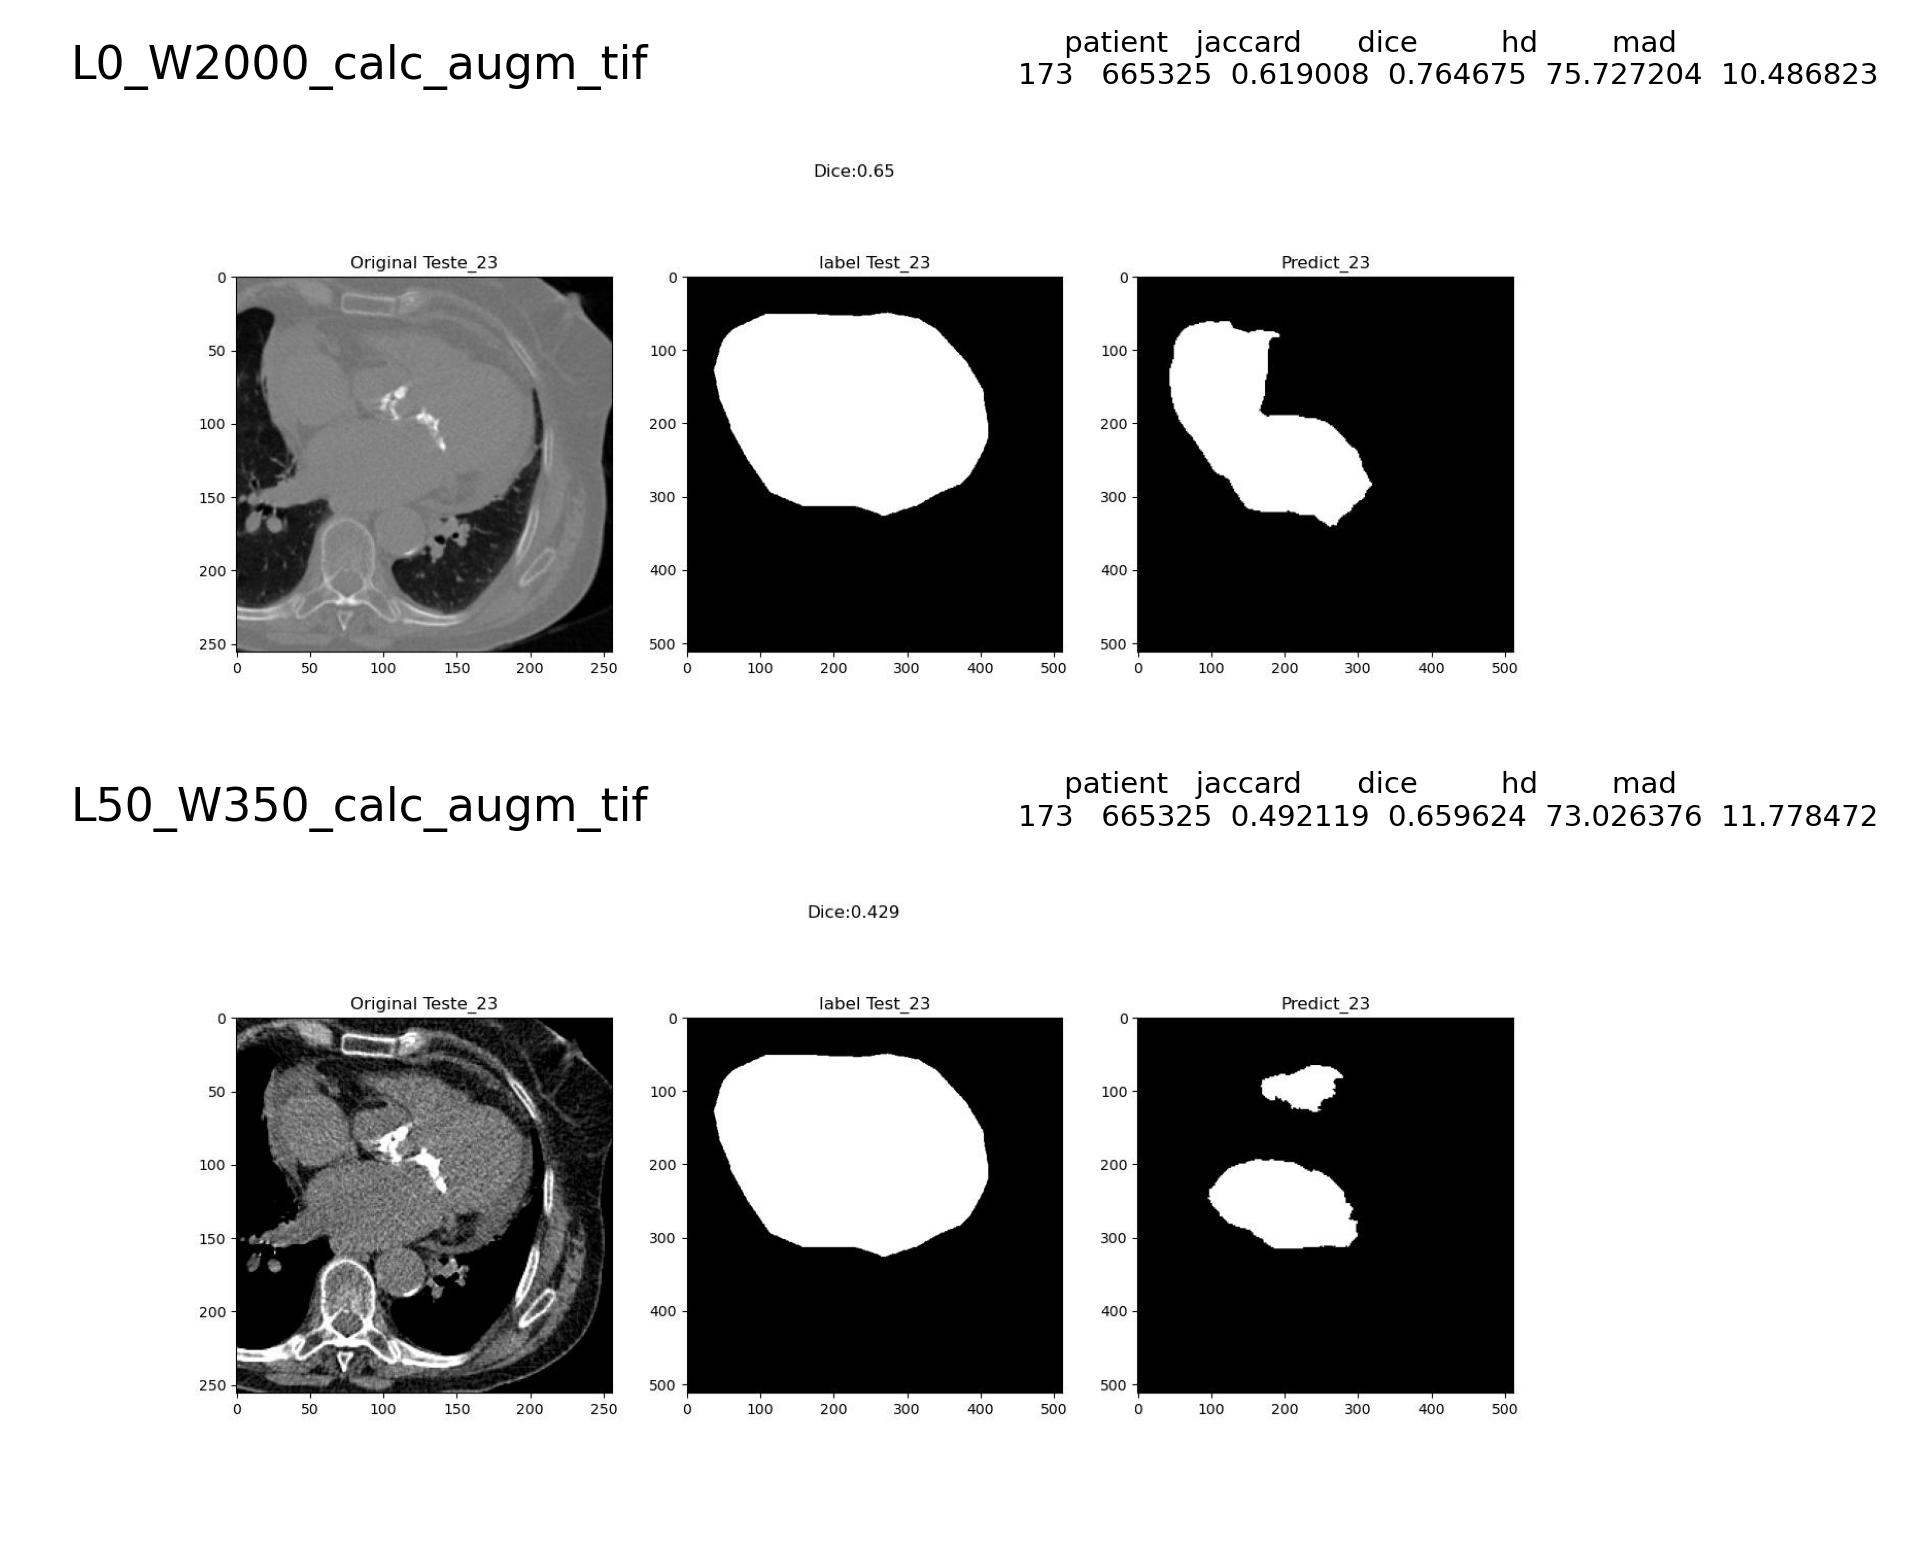 L0_W2000_calc_augm_tif
patient jaccard dice hd mad
173 665325 0.619008 0.764675 75.727204 10.486823
Dice:0.65
Original Teste_23
label Test_23
Predict_23
0
50
100
150
200
250
0 50 100 150 200 250
0
100
200
300
400
500
0 100 200 300 400 500
0
100
200
300
400
500
0 100 200 300 400 500
L50_W350_calc_augm_tif
patient jaccard dice hd mad
173 665325 0.492119 0.659624 73.026376 11.778472
Dice:0.429
Original Teste_23
label Test_23
Predict_23
0
50
100
150
200
250
0 50 100 150 200 250
0
100
200
300
400
500
0 100 200 300 400 500
0
100
200
300
400
500
0 100 200 300 400 500